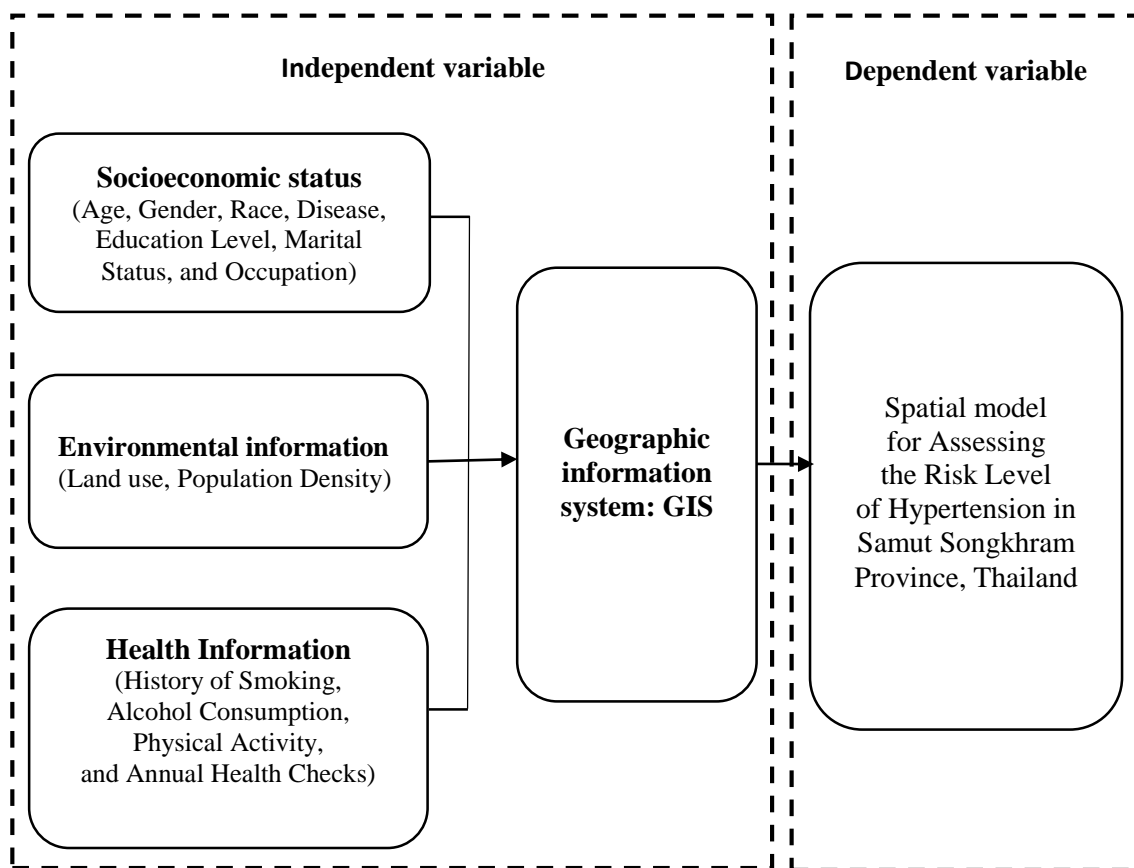 Independent variable
Dependent variable
Socioeconomic status
(Age, Gender, Race, Disease,
Education Level, Marital
Status, and Occupation)
Environmental information
(Land use, Population Density)
Health Information
(History of Smoking,
Alcohol Consumption,
Physical Activity,
and Annual Health Checks)
Geographic
information
system: GIS
Spatial model
for Assessing
the Risk Level
of Hypertension in
Samut Songkhram
Province, Thailand